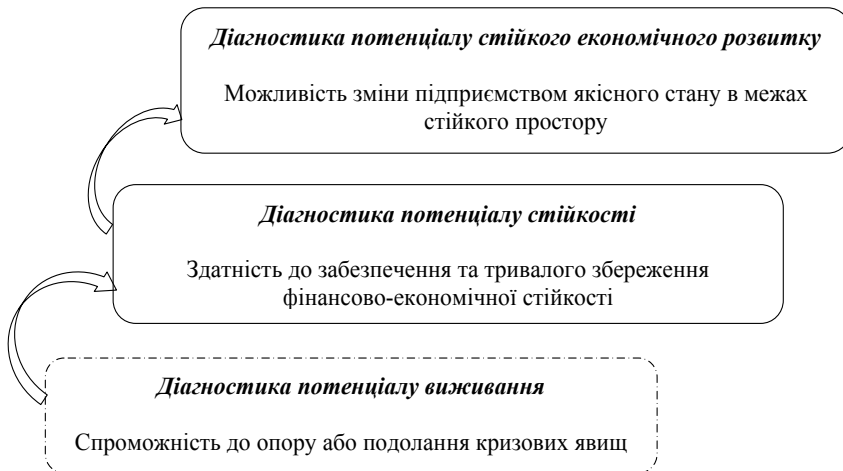 Діагностика потенціалу стійкого економічного розвитку
Можливість зміни підприємством якісного стану в межах
стійкого простору
Діагностика потенціалу стійкості
Здатність до забезпечення та тривалого збереження
фінансово-економічної стійкості
Діагностика потенціалу виживання
Спроможність до опору або подолання кризових явищ